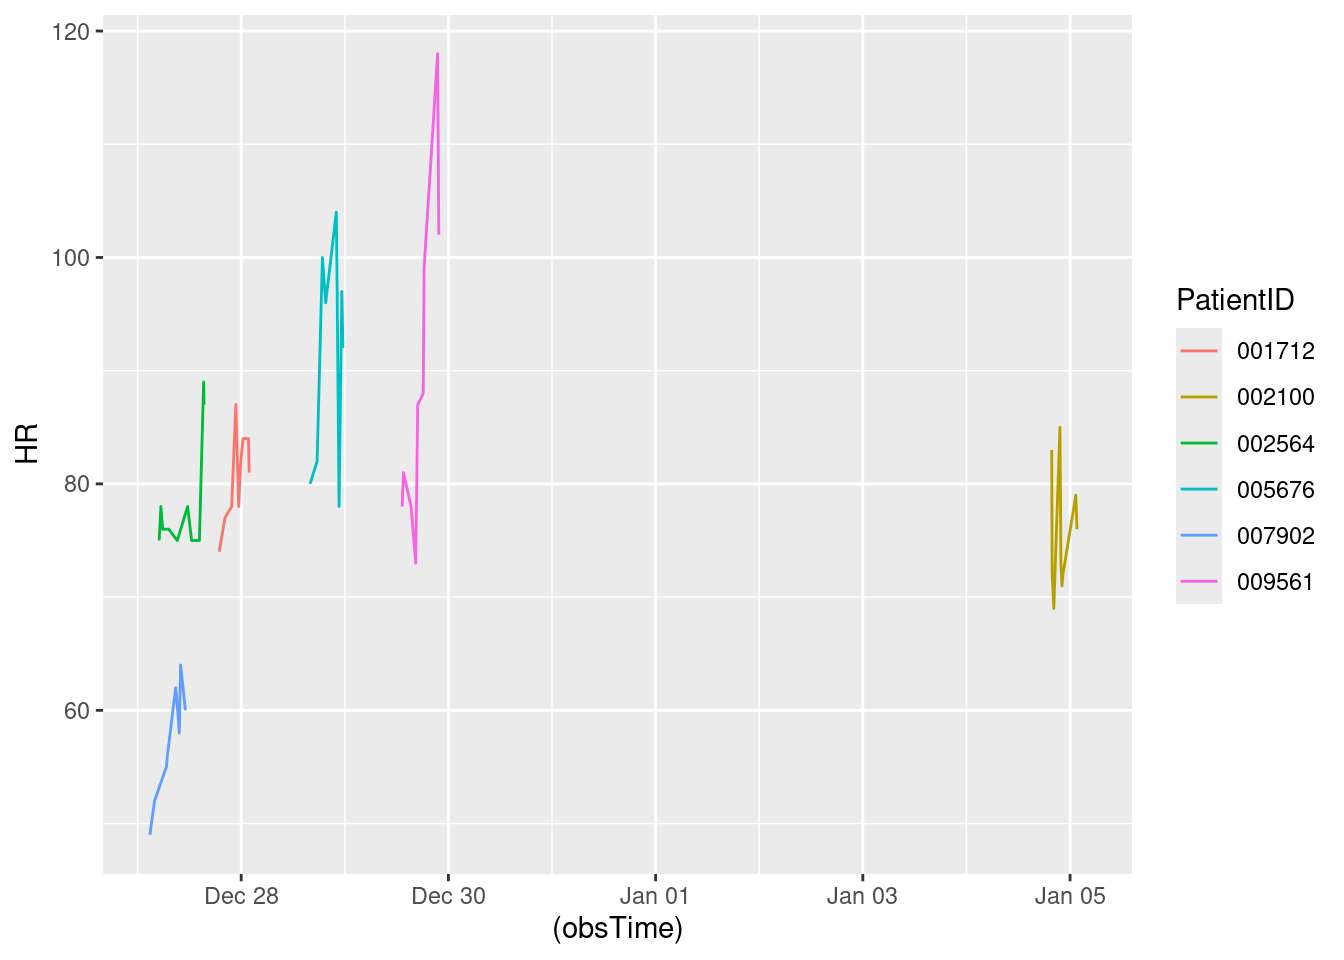 120
100
80
60
HR
Dec 28
Dec 30
Jan 01
Jan 03
Jan 05
(obsTime)
PatientID
001712
002100
002564
005676
007902
009561